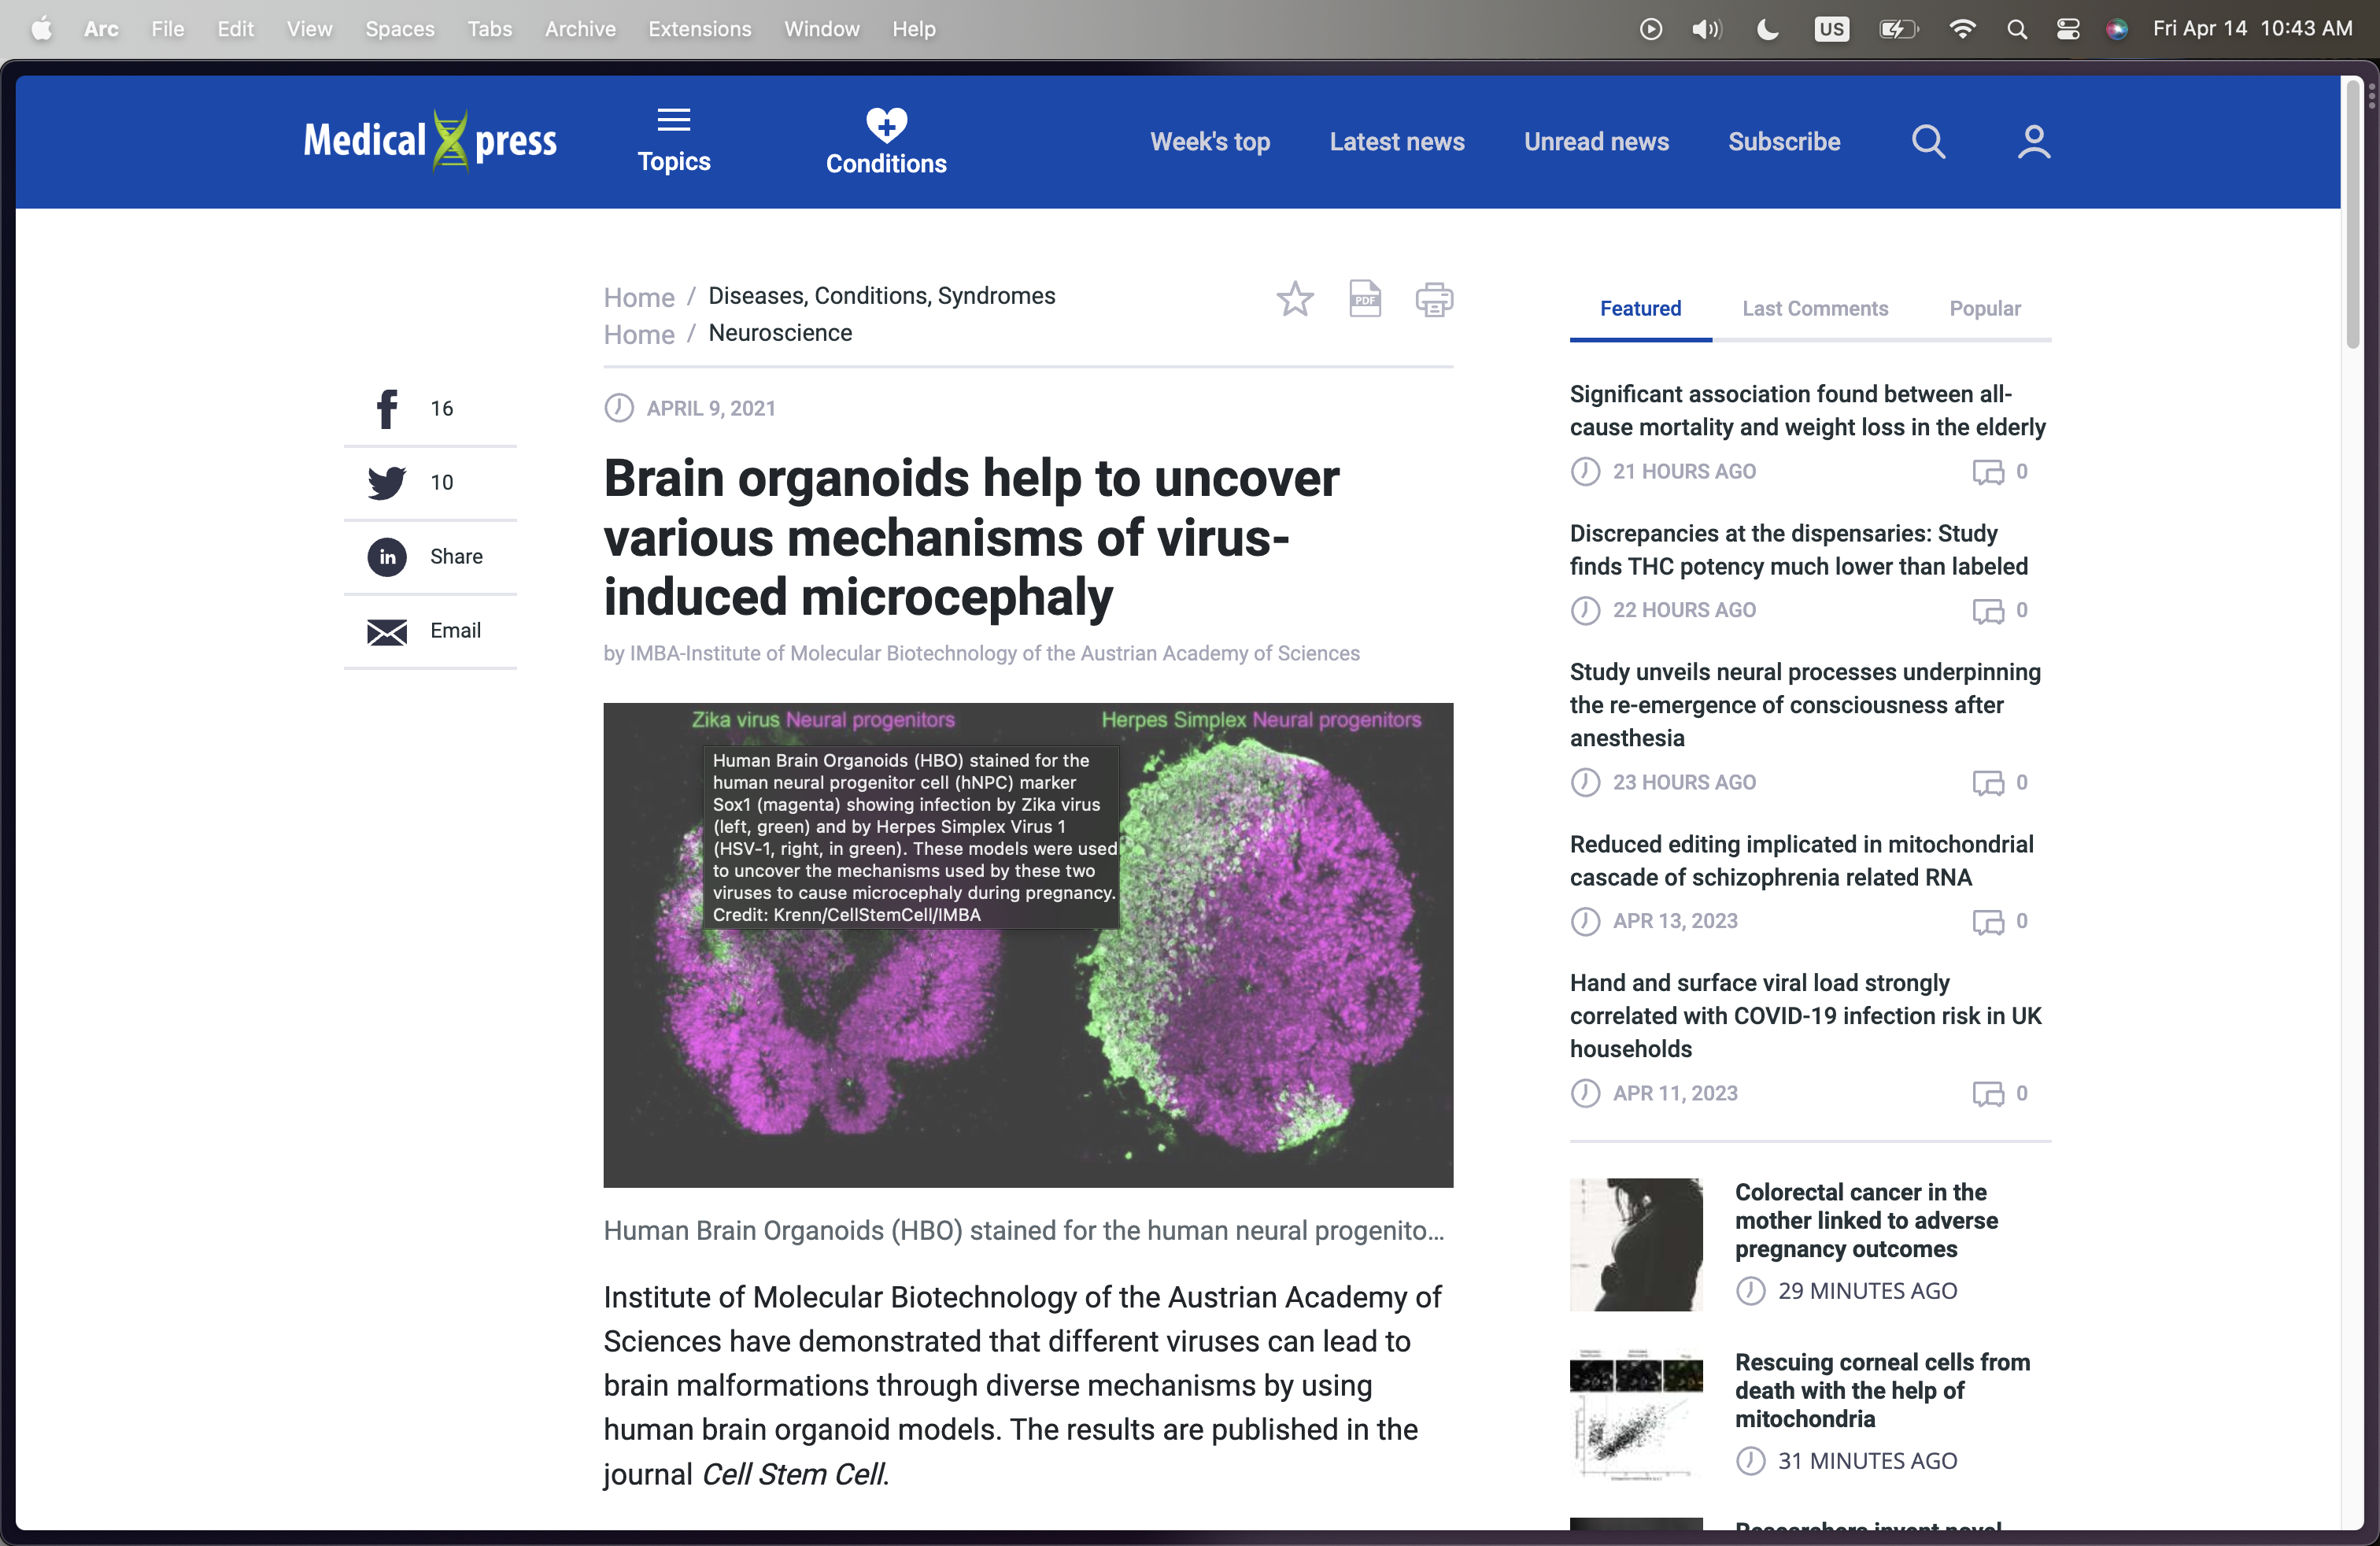 Arc File Edit View Spaces Tabs Archive Extensions Window Help US Fri Apr 14 10:43 AM
Medical Xpress
Topics
Conditions
Week's top Latest news Unread news Subscribe
Home / Diseases, Conditions, Syndromes
Home / Neuroscience
PDF
16
10
in Share
Email
APRIL 9, 2021
Brain organoids help to uncover
various mechanisms of virus-
induced microcephaly
by IMBA-Institute of Molecular Biotechnology of the Austrian Academy of Sciences
Zika virus Neural progenitors
Herpes Simplex Neural progenitors
Human Brain Organoids (HBO) stained for the
human neural progenitor cell (hNPC) marker
Sox1 (magenta) showing infection by Zika virus
(left, green) and by Herpes Simplex Virus 1
(HSV-1, right, in green). These models were used
to uncover the mechanisms used by these two
viruses to cause microcephaly during pregnancy.
Credit: Krenn/CellStemCell/IMBA
Human Brain Organoids (HBO) stained for the human neural progenito...
Institute of Molecular Biotechnology of the Austrian Academy of
Sciences have demonstrated that different viruses can lead to
brain malformations through diverse mechanisms by using
human brain organoid models. The results are published in the
journal Cell Stem Cell.
Featured Last Comments Popular
Significant association found between all-
cause mortality and weight loss in the elderly
21 HOURS AGO 0
Discrepancies at the dispensaries: Study
finds THC potency much lower than labeled
22 HOURS AGO 0
Study unveils neural processes underpinning
the re-emergence of consciousness after
anesthesia
23 HOURS AGO 0
Reduced editing implicated in mitochondrial
cascade of schizophrenia related RNA
APR 13, 2023 0
Hand and surface viral load strongly
correlated with COVID-19 infection risk in UK
households
APR 11, 2023 0
Colorectal cancer in the
mother linked to adverse
pregnancy outcomes
29 MINUTES AGO
Rescuing corneal cells from
death with the help of
mitochondria
31 MINUTES AGO
Researchers invent novel